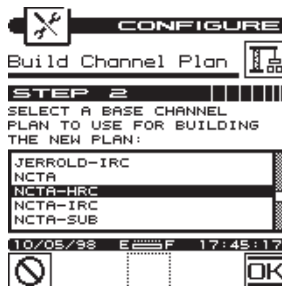 CONFIGURE
Build Channel Plan
STEP 2
SELECT A BASE CHANNEL
PLAN TO USE FOR BUILDING
THE NEW PLAN:
JERROLD-IRC
NCTA
NCTA-HRC
NCTA-IRC
NCTA-SUB
10/05/98 E F 17:45:17
OK